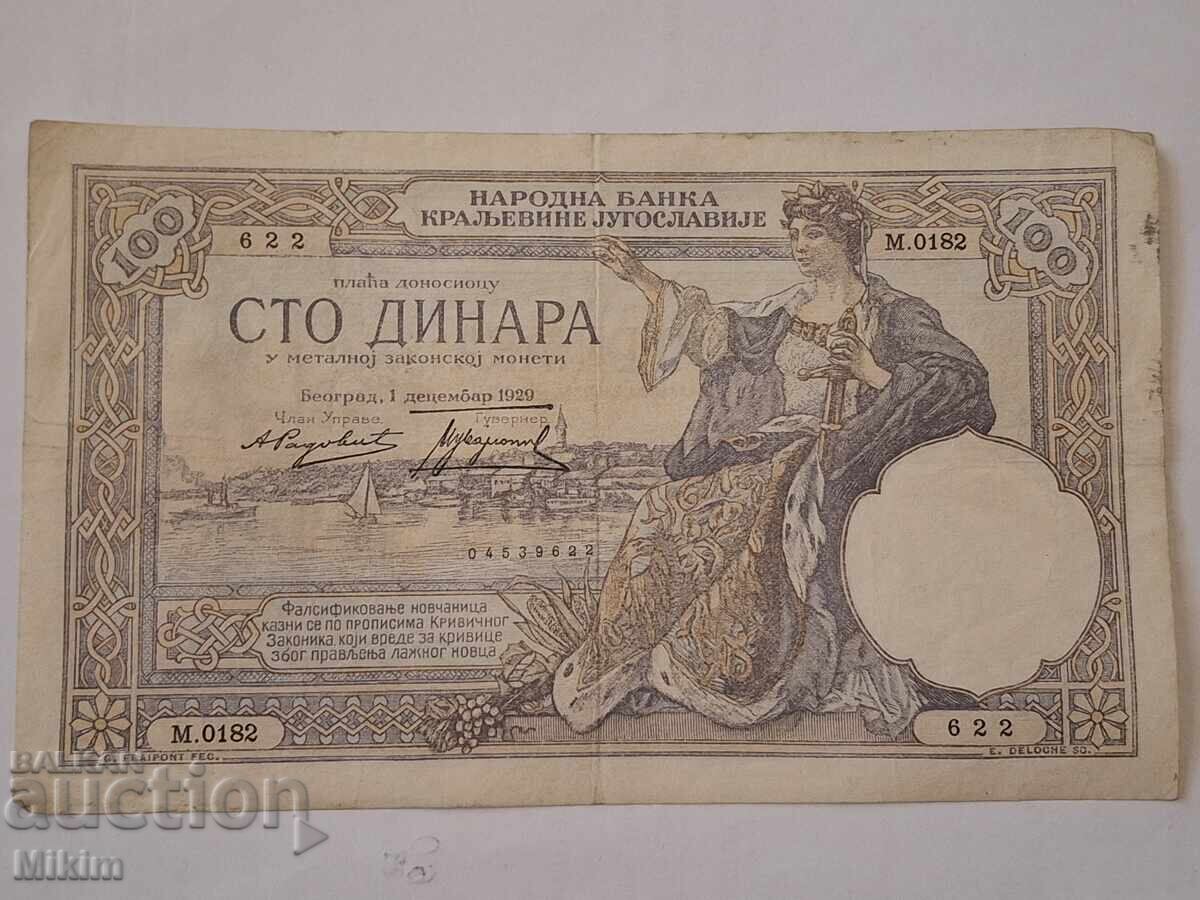 НАРОДНА БАНКА
КРАЉЕВИНЕ ЈУГОСЛАВИЈЕ
100
622
М.0182
100
плаћа доносиоцу
СТО ДИНАРА
у металној законској монети
Београд, 1 децембар 1929
Члан Управе
Гувернер
04539622
Фалсификовање новчаница
казни се по прописима Кривичног
Законика, који вреде за кривице
због прављења лажног новца
М.0182
622
FLAIPONT FEC.
E. DELOCHE SC.
BALKAN
auction
Mikim